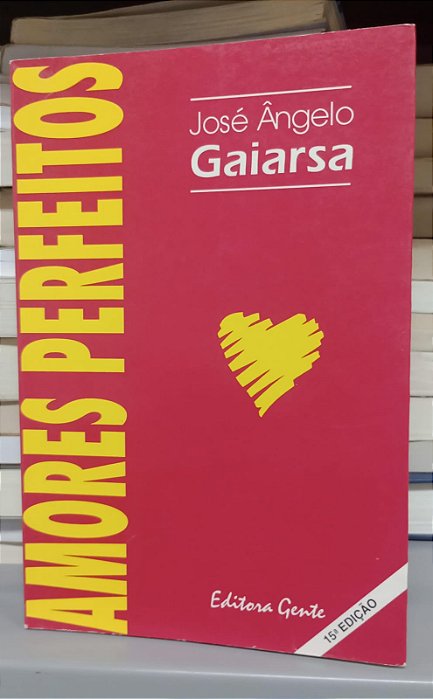 AMORES PERFEITOS
José Ângelo
Gaiarsa
Editora Gente
15ª EDIÇÃO